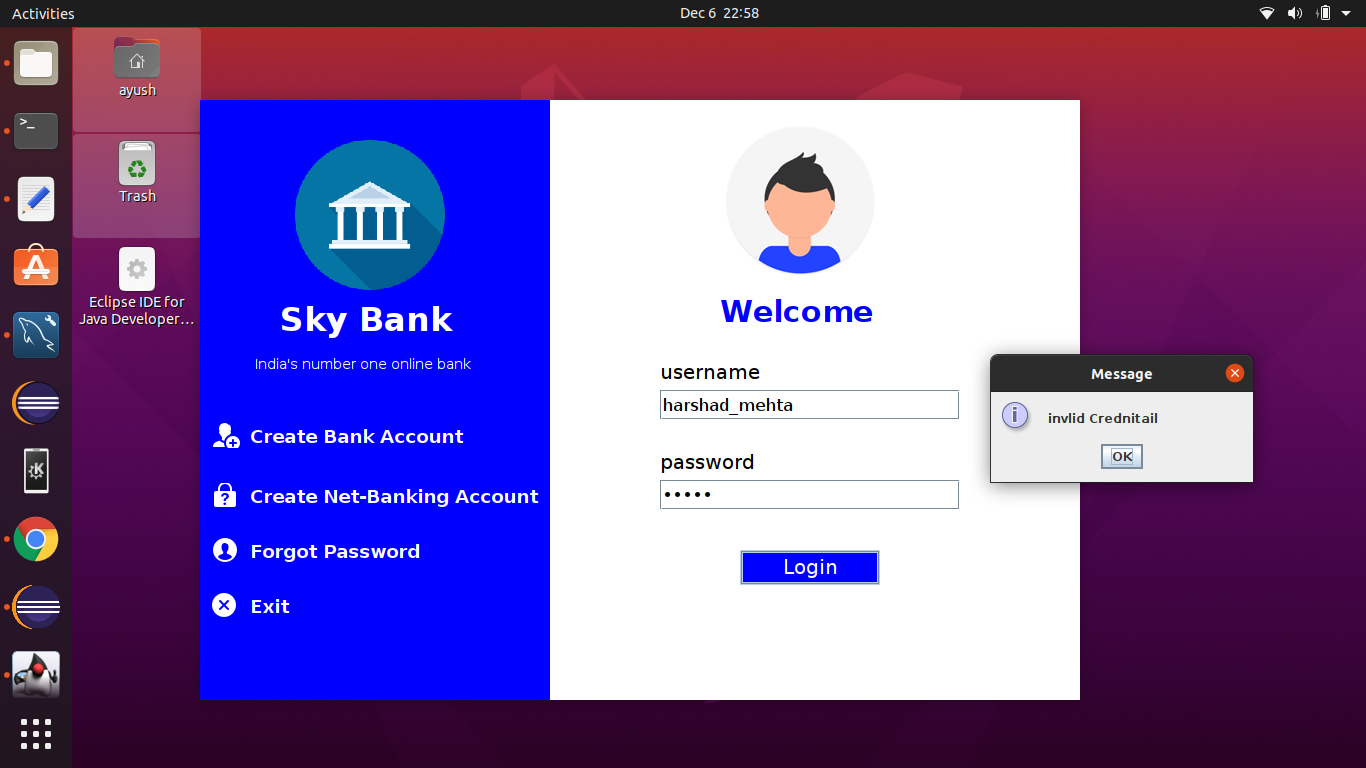 Activities
Dec 6 22:58
ayush
Trash
Eclipse IDE for
Java Developer…
>_
Sky Bank
India's number one online bank
Create Bank Account
Create Net-Banking Account
Forgot Password
Exit
Welcome
username
harshad_mehta
password
•••••
Login
Message
invlid Crednitail
OK